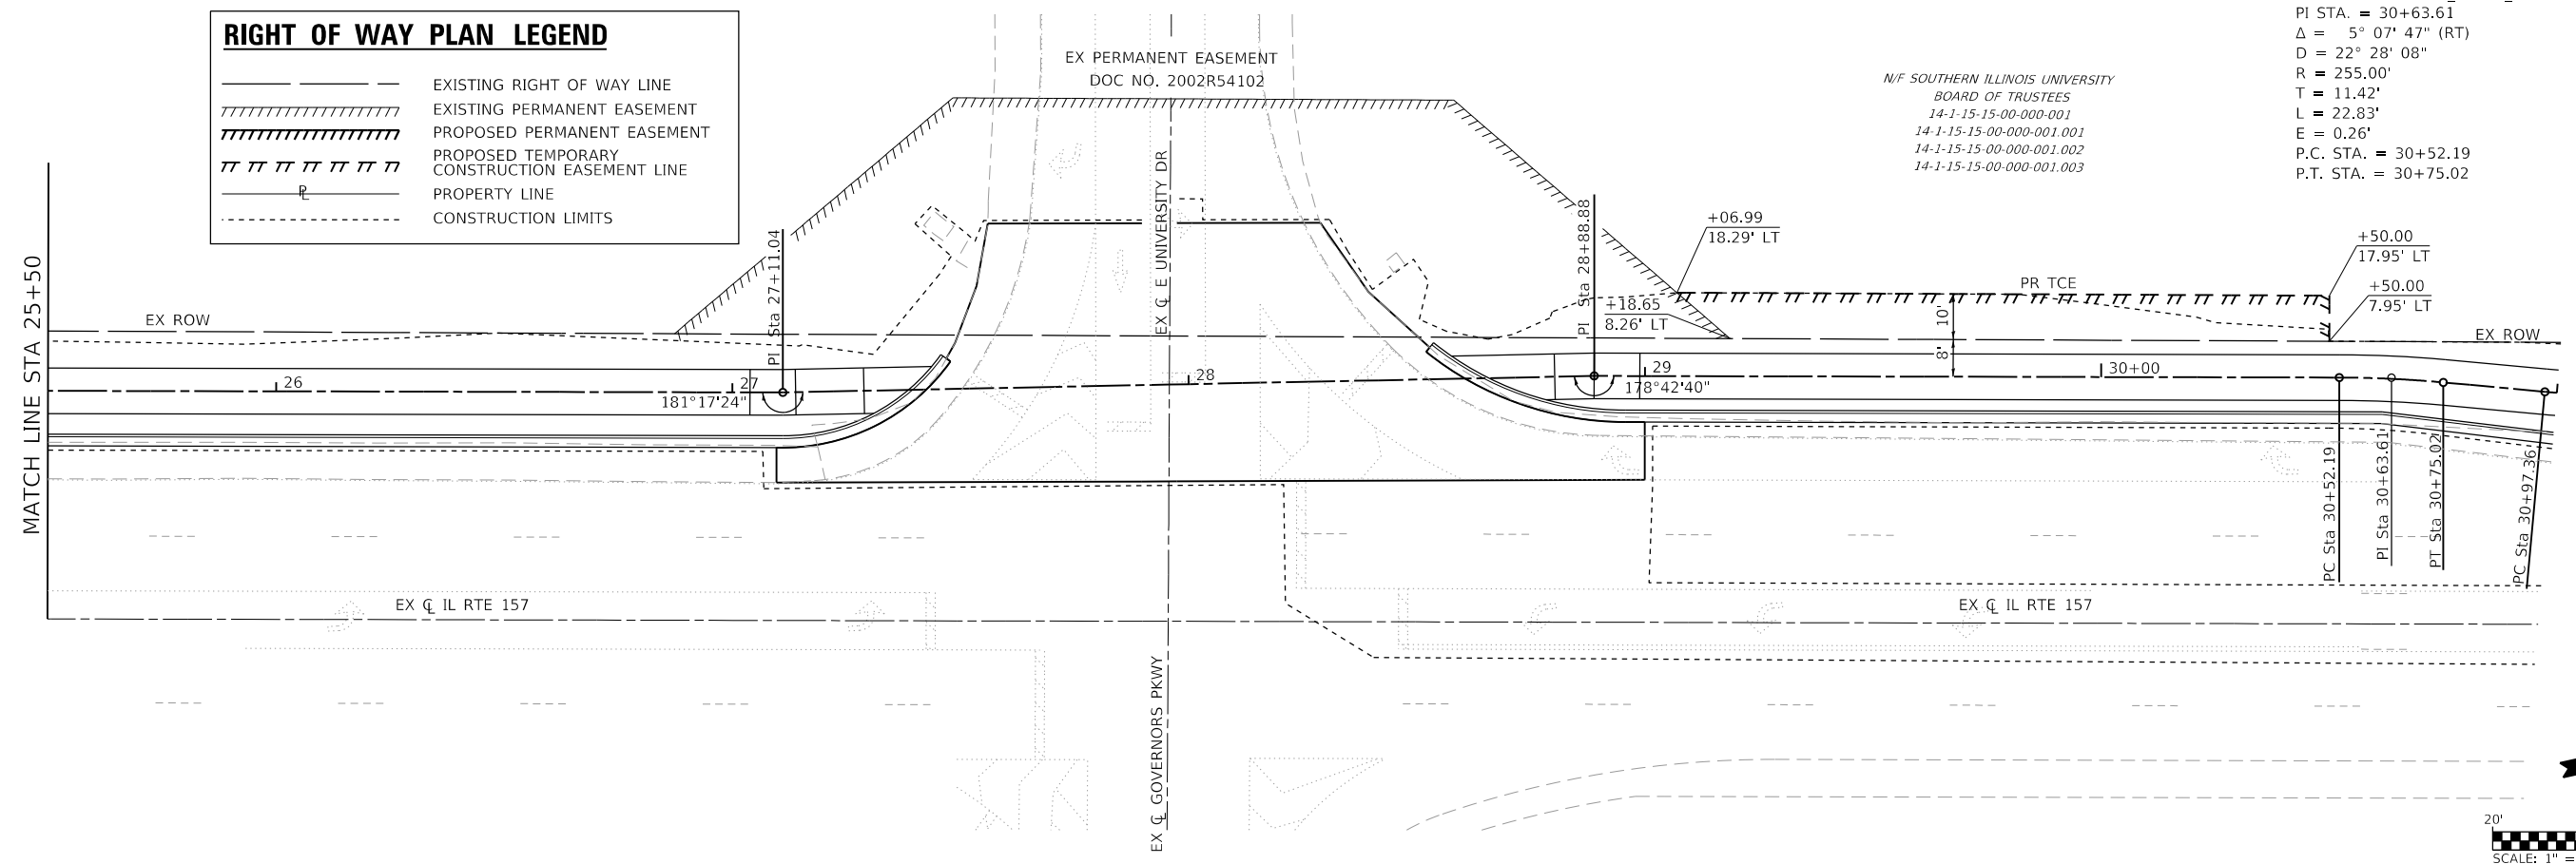 RIGHT OF WAY PLAN LEGEND
EXISTING RIGHT OF WAY LINE
EXISTING PERMANENT EASEMENT
PROPOSED PERMANENT EASEMENT
PROPOSED TEMPORARY
CONSTRUCTION EASEMENT LINE
PROPERTY LINE
CONSTRUCTION LIMITS
EX PERMANENT EASEMENT
DOC NO. 2002R54102
N/F SOUTHERN ILLINOIS UNIVERSITY
BOARD OF TRUSTEES
14-1-15-15-00-000-001
14-1-15-15-00-000-001.001
14-1-15-15-00-000-001.002
14-1-15-15-00-000-001.003
PI STA. = 30+63.61
Δ = 5° 07' 47" (RT)
D = 22° 28' 08"
R = 255.00'
T = 11.42'
L = 22.83'
E = 0.26'
P.C. STA. = 30+52.19
P.T. STA. = 30+75.02
MATCH LINE STA 25+50
EX ROW
26
27
181°17'24"
PI Sta 27+11.04
EX ℄ E UNIVERSITY DR
28
PI Sta 28+88.88
+06.99
18.29' LT
+18.65
8.26' LT
29
178°42'40"
10'
8'
PR TCE
30+00
+50.00
17.95' LT
+50.00
7.95' LT
EX ROW
PC Sta 30+52.19
PI Sta 30+63.61
PT Sta 30+75.02
PC Sta 30+97.36
EX ℄ IL RTE 157
EX ℄ IL RTE 157
EX ℄ GOVERNORS PKWY
20'
SCALE: 1" =